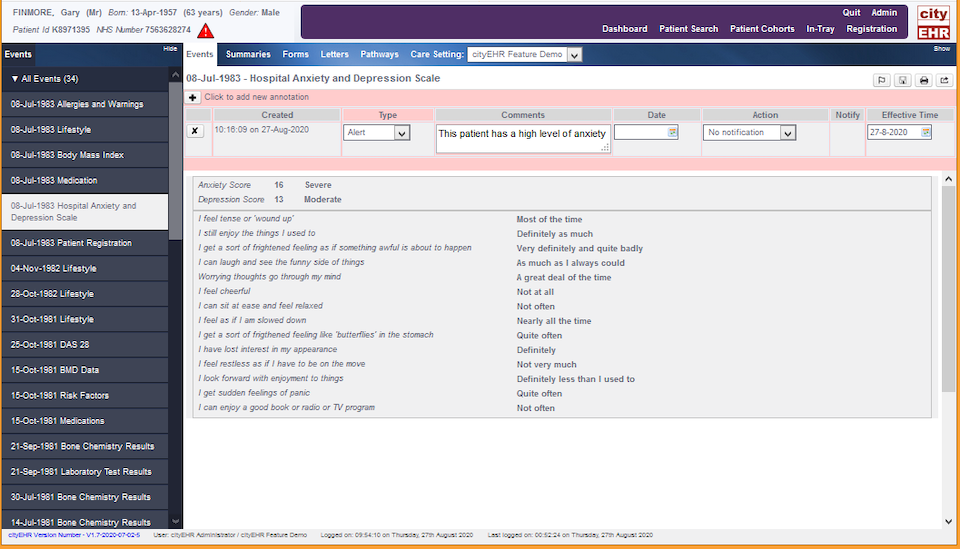 FINMORE, Gary (Mr) Born: 13-Apr-1957 (63 years) Gender: Male
Patient Id K8971395 NHS Number 7563628274
Quit Admin
Dashboard Patient Search Patient Cohorts In-Tray Registration
city
EHR
Events
Hide
Events Summaries Forms Letters Pathways Care Setting: cityEHR Feature Demo
Show
▼ All Events (34)
08-Jul-1983 Allergies and Warnings
08-Jul-1983 Lifestyle
08-Jul-1983 Body Mass Index
08-Jul-1983 Medication
08-Jul-1983 Hospital Anxiety and
Depression Scale
08-Jul-1983 Patient Registration
04-Nov-1982 Lifestyle
28-Oct-1982 Lifestyle
31-Oct-1981 Lifestyle
25-Oct-1981 DAS 28
15-Oct-1981 BMD Data
15-Oct-1981 Risk Factors
15-Oct-1981 Medications
21-Sep-1981 Bone Chemistry Results
21-Sep-1981 Laboratory Test Results
30-Jul-1981 Bone Chemistry Results
14-Jul-1981 Bone Chemistry Results
08-Jul-1983 - Hospital Anxiety and Depression Scale
Click to add new annotation
Created Type Comments Date Action Notify Effective Time
X 10:16:09 on 27-Aug-2020 Alert This patient has a high level of anxiety No notification 27-8-2020
Anxiety Score 16 Severe
Depression Score 13 Moderate
I feel tense or 'wound up' Most of the time
I still enjoy the things I used to Definitely as much
I get a sort of frightened feeling as if something awful is about to happen Very definitely and quite badly
I can laugh and see the funny side of things As much as I always could
Worrying thoughts go through my mind A great deal of the time
I feel cheerful Not at all
I can sit at ease and feel relaxed Not often
I feel as if I am slowed down Nearly all the time
I get a sort of frigthened feeling like 'butterflies' in the stomach Quite often
I have lost interest in my appearance Definitely
I feel restless as if I have to be on the move Not very much
I look forward with enjoyment to things Definitely less than I used to
I get sudden feelings of panic Quite often
I can enjoy a good book or radio or TV program Not often
cityEHR Version Number - V1.7-2020-07-02-5 User: cityEHR Administrator / cityEHR Feature Demo Logged on: 09:54:10 on Thursday, 27th August 2020 Last logged on: 00:52:24 on Thursday, 27th August 2020